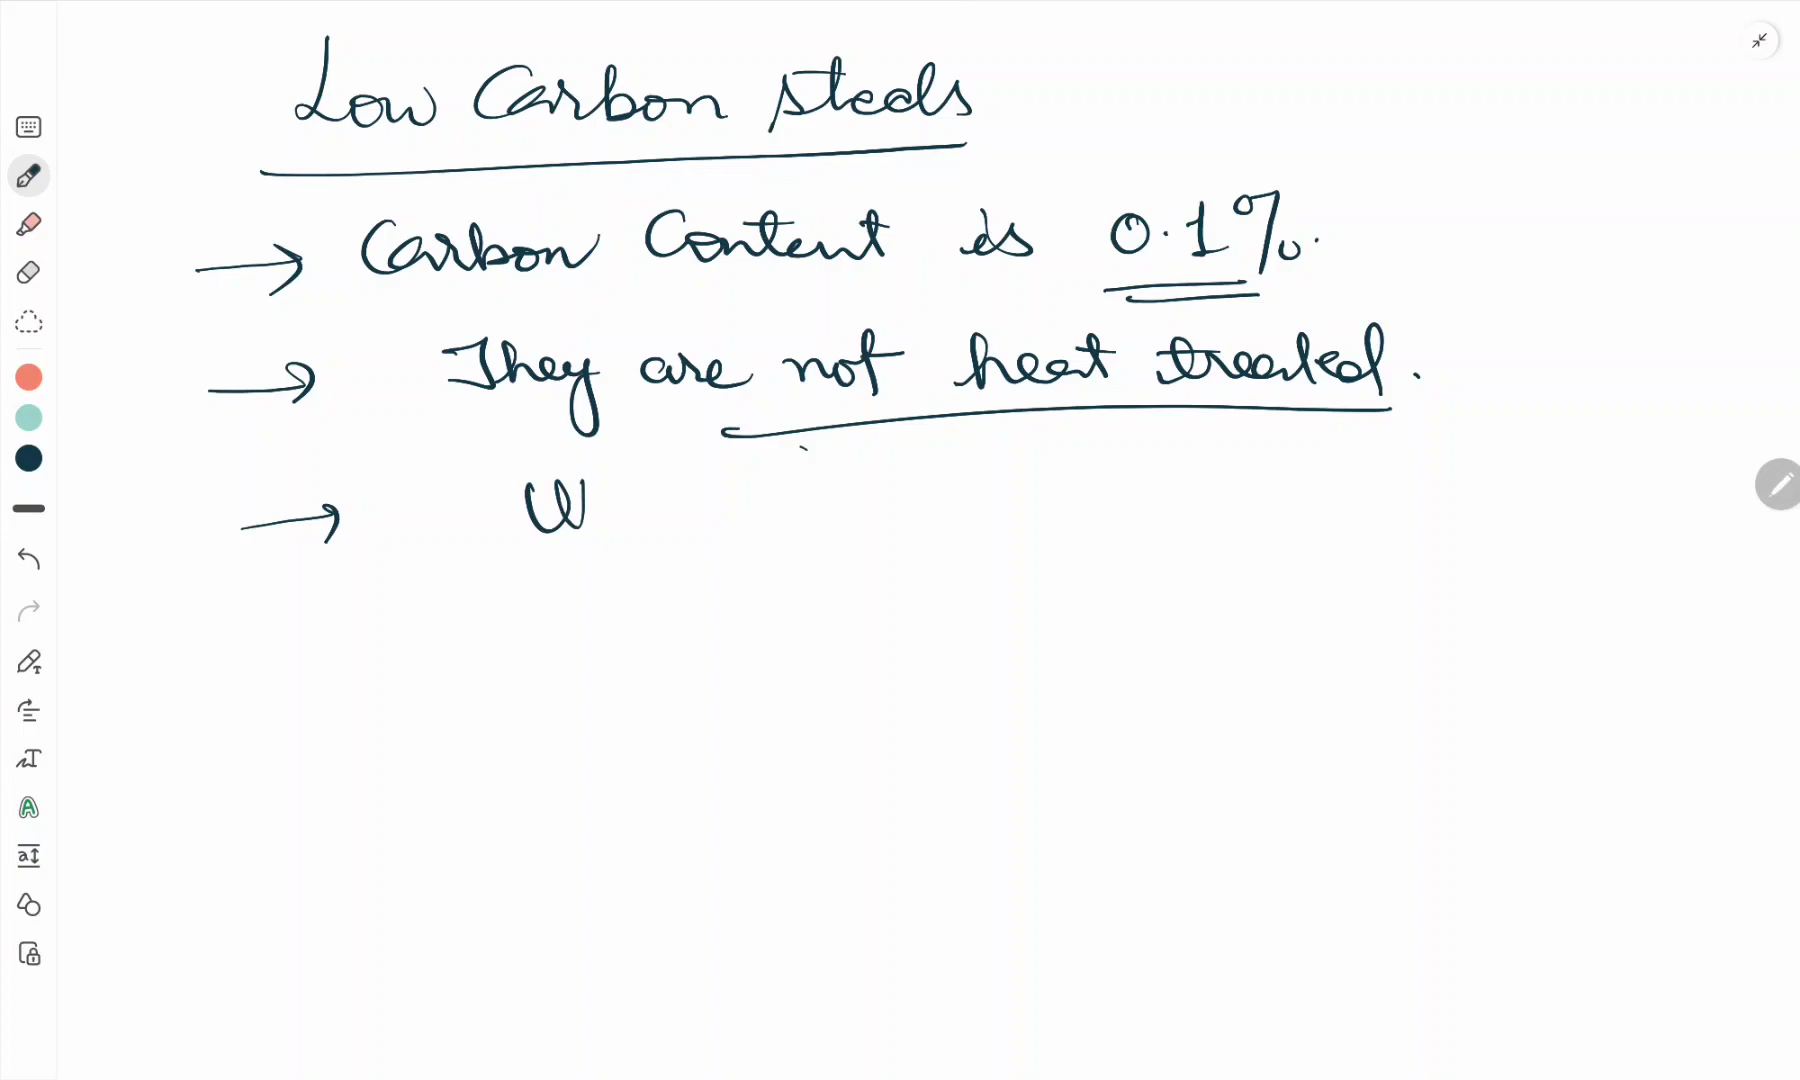 Low Carbon steels
→ Carbon Content is 0.1%.
→ They are not heat treated.
→ W